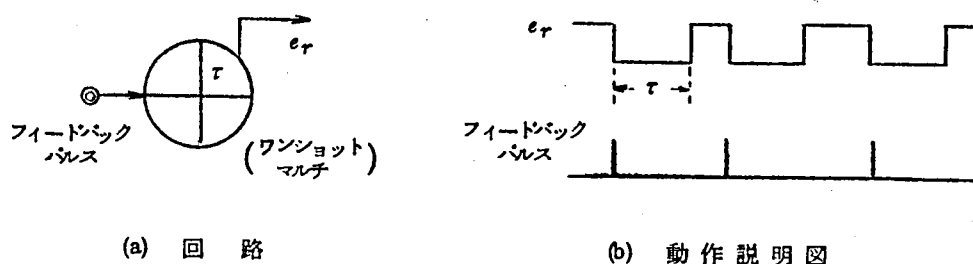 e_r
τ
フィードバック
パルス
(ワンショット
マルチ)
(a) 回路
e_r
τ
フィードバック
パルス
(b) 動作説明図